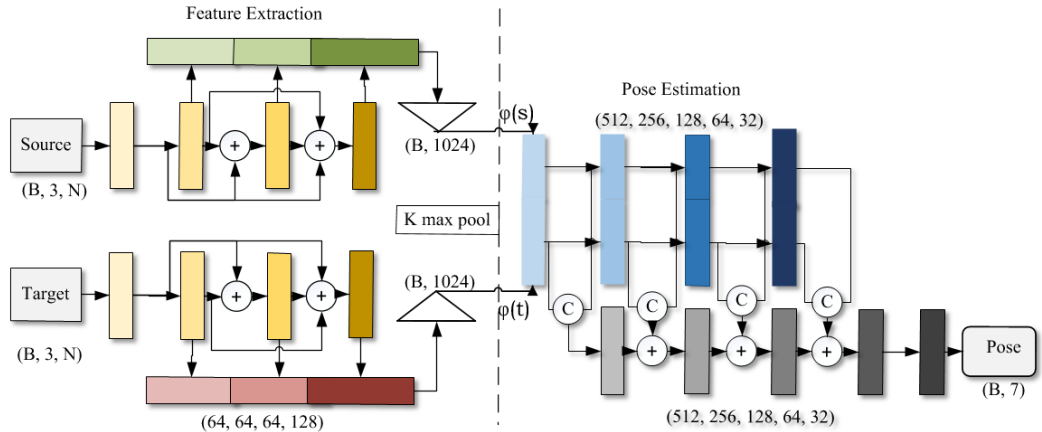 Feature Extraction
Source
(B, 3, N)
+
+
(B, 1024)
φ(s)
K max pool
Target
(B, 3, N)
+
+
(B, 1024)
φ(t)
(64, 64, 64, 128)
Pose Estimation
(512, 256, 128, 64, 32)
C
C
C
C
+
+
+
Pose
(B, 7)
(512, 256, 128, 64, 32)